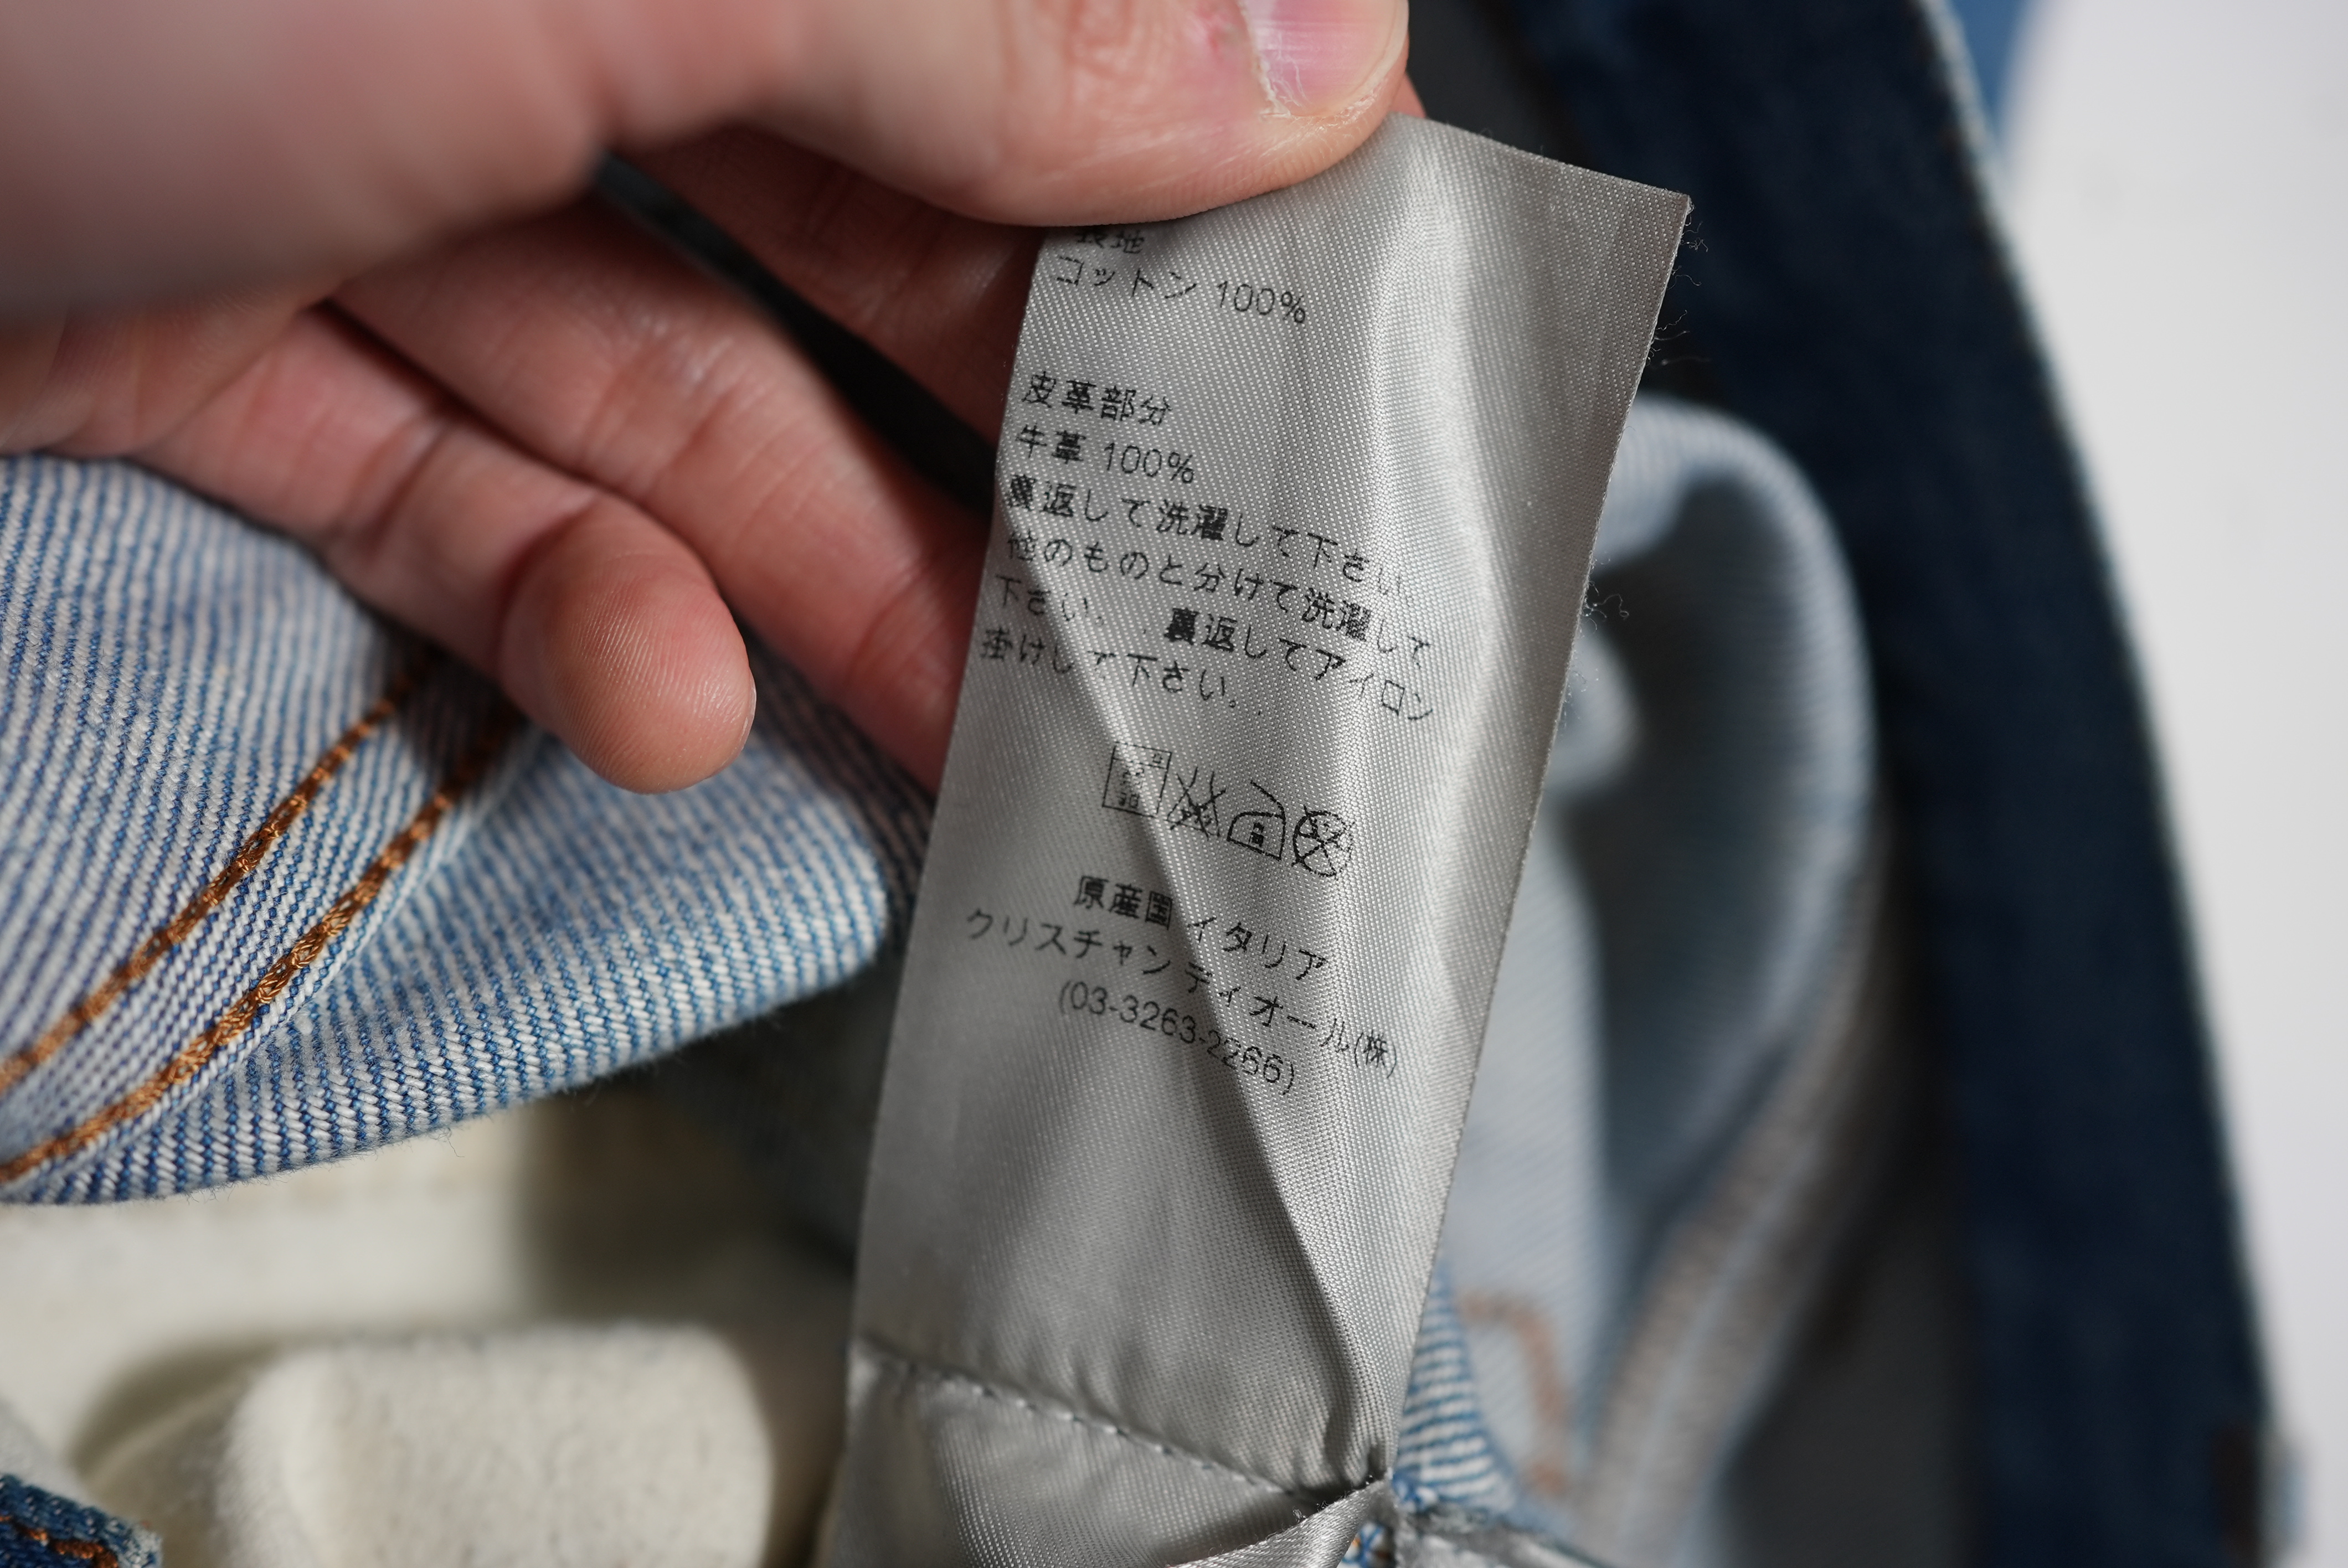 表地
コットン 100%
皮革部分
牛革 100%
裏返して洗濯して下さい。
他のものと分けて洗濯して
下さい。.裏返してアイロン
掛けして下さい。.
原産国 イタリア
クリスチャン ディオール(株)
(03-3263-2266)